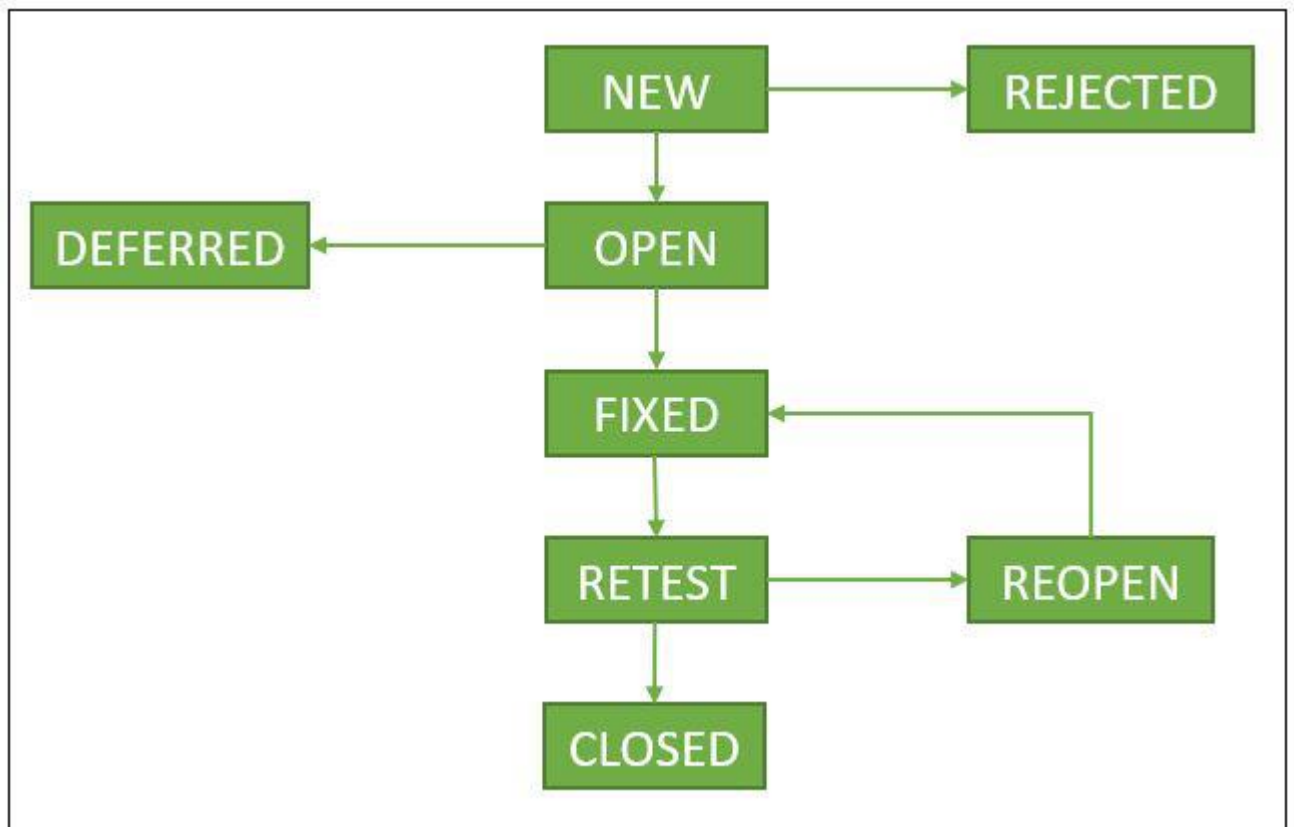 NEW
REJECTED
DEFERRED
OPEN
FIXED
RETEST
REOPEN
CLOSED